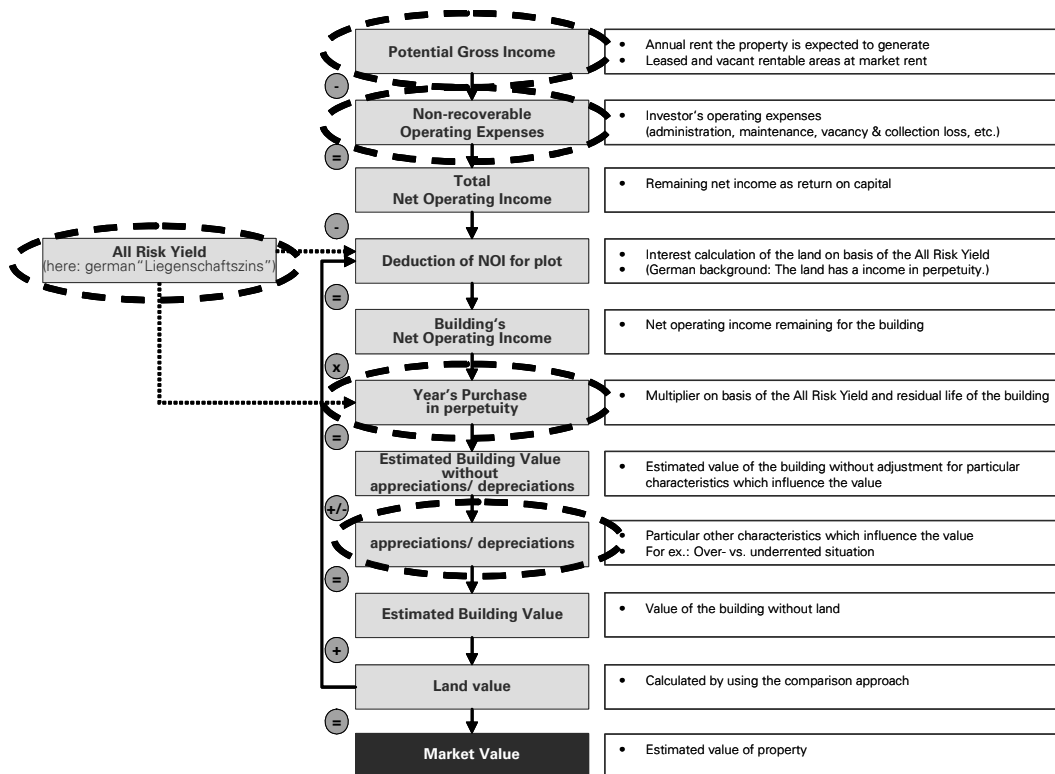 Potential Gross Income
• Annual rent the property is expected to generate
• Leased and vacant rentable areas at market rent
-
Non-recoverable
Operating Expenses
• Investor's operating expenses
(administration, maintenance, vacancy & collection loss, etc.)
=
Total
Net Operating Income
• Remaining net income as return on capital
-
All Risk Yield
(here: german“Liegenschaftszins“)
Deduction of NOI for plot
• Interest calculation of the land on basis of the All Risk Yield
• (German background: The land has a income in perpetuity.)
=
Building‘s
Net Operating Income
• Net operating income remaining for the building
x
Year's Purchase
in perpetuity
• Multiplier on basis of the All Risk Yield and residual life of the building
=
Estimated Building Value
without
appreciations/ depreciations
• Estimated value of the building without adjustment for particular
characteristics which influence the value
+/-
appreciations/ depreciations
• Particular other characteristics which influence the value
• For ex.: Over- vs. underrented situation
=
Estimated Building Value
• Value of the building without land
+
Land value
• Calculated by using the comparison approach
=
Market Value
• Estimated value of property